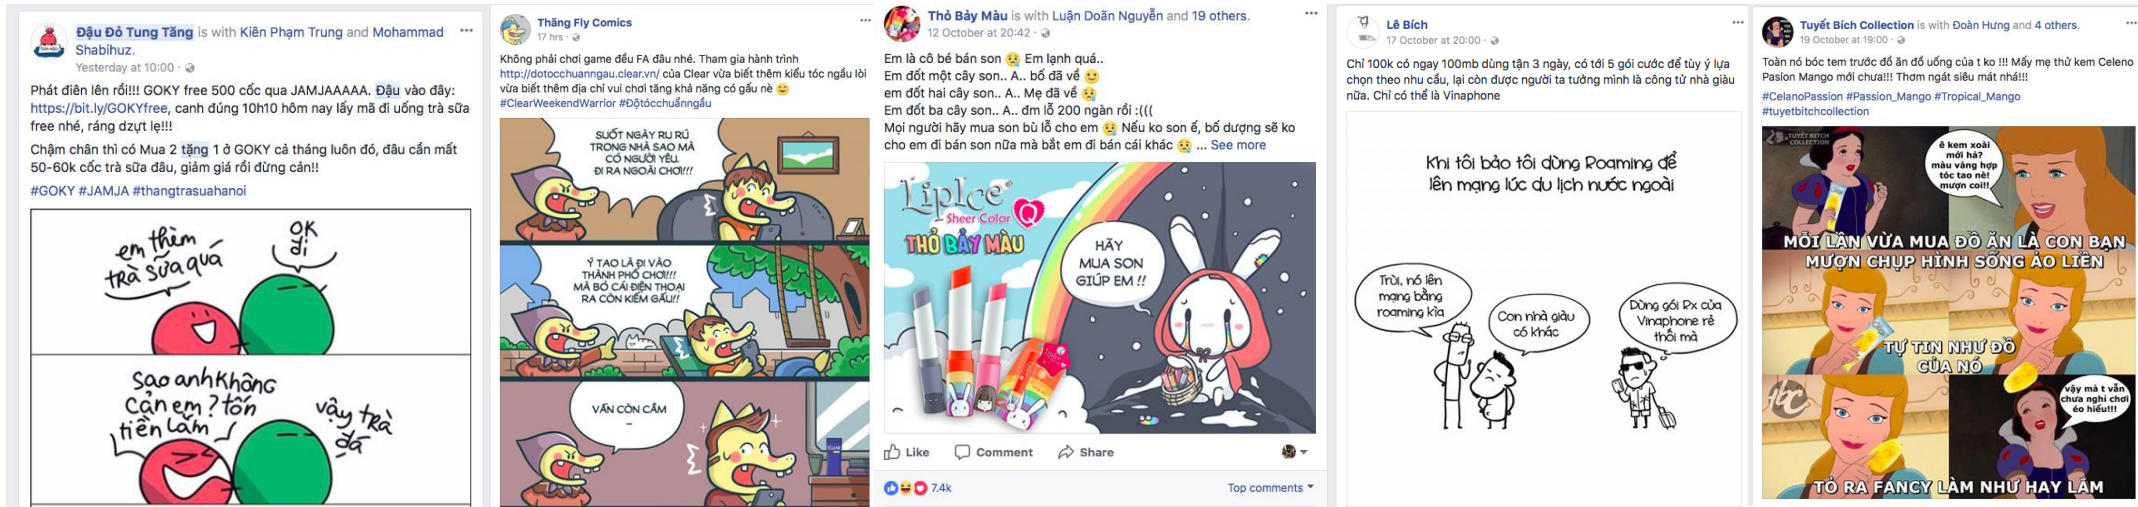 Đậu Đỏ Tung Tăng is with Kiên Phạm Trung and Mohammad
Shabihuz.
Yesterday at 10:00
Phát điên lên rồi!!! GOKY free 500 cốc qua JAMJAAAAA. Đậu vào đây:
https://bit.ly/GOKYfree, canh đúng 10h10 hôm nay lấy mã đi uống trà sữa
free nhé, ráng dzựt lẹ!!!
Chậm chân thì có Mua 2 tặng 1 ở GOKY cả tháng luôn đó, đâu cần mất
50-60k cốc trà sữa đâu, giảm giá rồi đừng cản!!
#GOKY #JAMJA #thangtrasuahanoi
em thèm
trà sữa quá
OK
đi
Sao anh không
cản em? tốn
tiền lắm
vậy trà
đá
Thăng Fly Comics
17 hrs
Không phải chơi game đều FA đâu nhé. Tham gia hành trình
http://dotocchuanngau.clear.vn/ của Clear vừa biết thêm kiểu tóc ngầu lòi
vừa biết thêm địa chỉ vui chơi tăng khả năng có gấu nè 😄
#ClearWeekendWarrior #Độtócchuẩnngầu
SUỐT NGÀY RU RÚ
TRONG NHÀ SAO MÀ
CÓ NGƯỜI YÊU.
ĐI RA NGOÀI CHƠI!!!
Ý TAO LÀ ĐI VÀO
THÀNH PHỐ CHƠI!!!
MÀ BỎ CÁI ĐIỆN THOẠI
RA CÒN KIẾM GẤU!!
VẪN CÒN CẮM
...
Thỏ Bảy Màu is with Luận Doãn Nguyễn and 19 others.
12 October at 20:42
Em là cô bé bán son 😢 Em lạnh quá..
Em đốt một cây son.. A.. bố đã về 😉
em đốt hai cây son.. A.. Mẹ đã về 😢
Em đốt ba cây son.. A.. đm lỗ 200 ngàn rồi :(((
Mọi người hãy mua son bù lỗ cho em 😢 Nếu ko son ế, bố dượng sẽ ko
cho em đi bán son nữa mà bắt em đi bán cái khác 😢 ... See more
LipIce
Sheer Color Q
THỎ BẢY MÀU
HÃY
MUA SON
GIÚP EM !!
Like Comment Share
7.4k
Top comments
Lê Bích
17 October at 20:00
Chỉ 100k có ngay 100mb dùng tận 3 ngày, có tới 5 gói cước để tùy ý lựa
chọn theo nhu cầu, lại còn được người ta tưởng mình là công tử nhà giàu
nữa. Chỉ có thể là Vinaphone
Khi tôi bảo tôi dùng Roaming để
lên mạng lúc du lịch nước ngoài
Trùi, nó lên
mạng bằng
roaming kìa
Con nhà giàu
có khác
Dùng gói Rx của
Vinaphone rẻ
thôi mà
Tuyết Bích Collection is with Đoàn Hưng and 4 others.
19 October at 19:00
Toàn nó bóc tem trước đồ ăn đồ uống của t ko !!! Mấy mẹ thử kem Celeno
Pasion Mango mới chưa!!! Thơm ngát siêu mát nhá!!!
#CelanoPassion #Passion_Mango #Tropical_Mango
#tuyetbitchcollection
TUYET BITCH
COLLECTION
ê kem xoài
mới hả?
màu vàng hợp
tóc tao nè!
mượn coi!!
MỖI LẦN VỪA MUA ĐỒ ĂN LÀ CON BẠN
MƯỢN CHỤP HÌNH SỐNG ẢO LIỀN
TỰ TIN NHƯ ĐỒ
CỦA NÓ
vậy mà t vẫn
chưa nghỉ chơi
éo hiểu!!!
TỎ RA FANCY LÀM NHƯ HAY LẮM